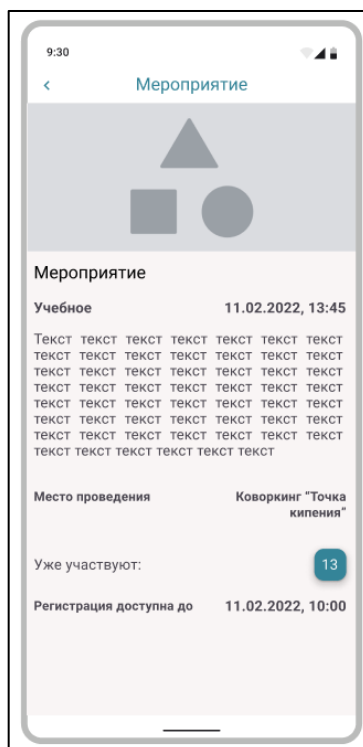 9:30
< Мероприятие
Мероприятие
Учебное 11.02.2022, 13:45
Текст текст текст текст текст текст текст
текст текст текст текст текст текст текст
текст текст текст текст текст текст текст
текст текст текст текст текст текст текст
текст текст текст текст текст текст текст
текст текст текст текст текст текст текст
текст текст текст текст текст текст текст
текст текст текст текст текст текст
Место проведения Коворкинг "Точка
кипения"
Уже участвуют: 13
Регистрация доступна до 11.02.2022, 10:00